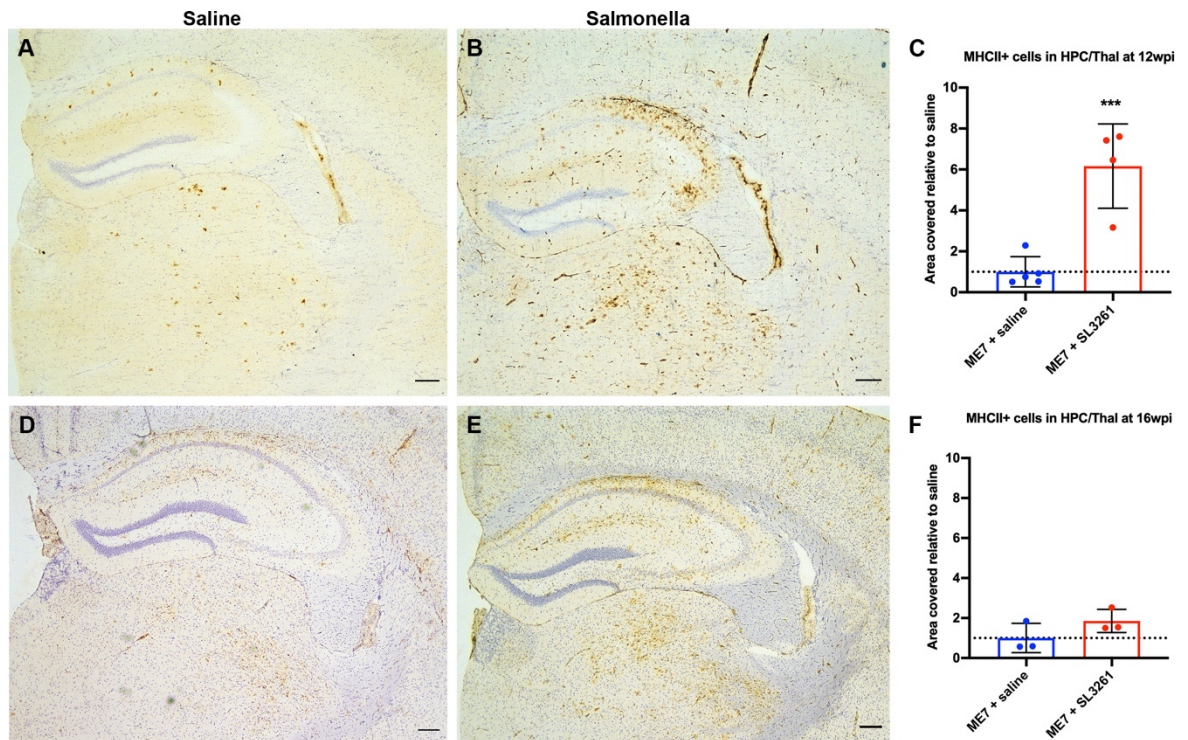 Saline
Salmonella
A
B
C
MHCII+ cells in HPC/Thal at 12wpi
Area covered relative to saline
10
8
6
4
2
0
***
ME7 + saline
ME7 + SL3261
D
E
F
MHCII+ cells in HPC/Thal at 16wpi
Area covered relative to saline
10
8
6
4
2
0
ME7 + saline
ME7 + SL3261